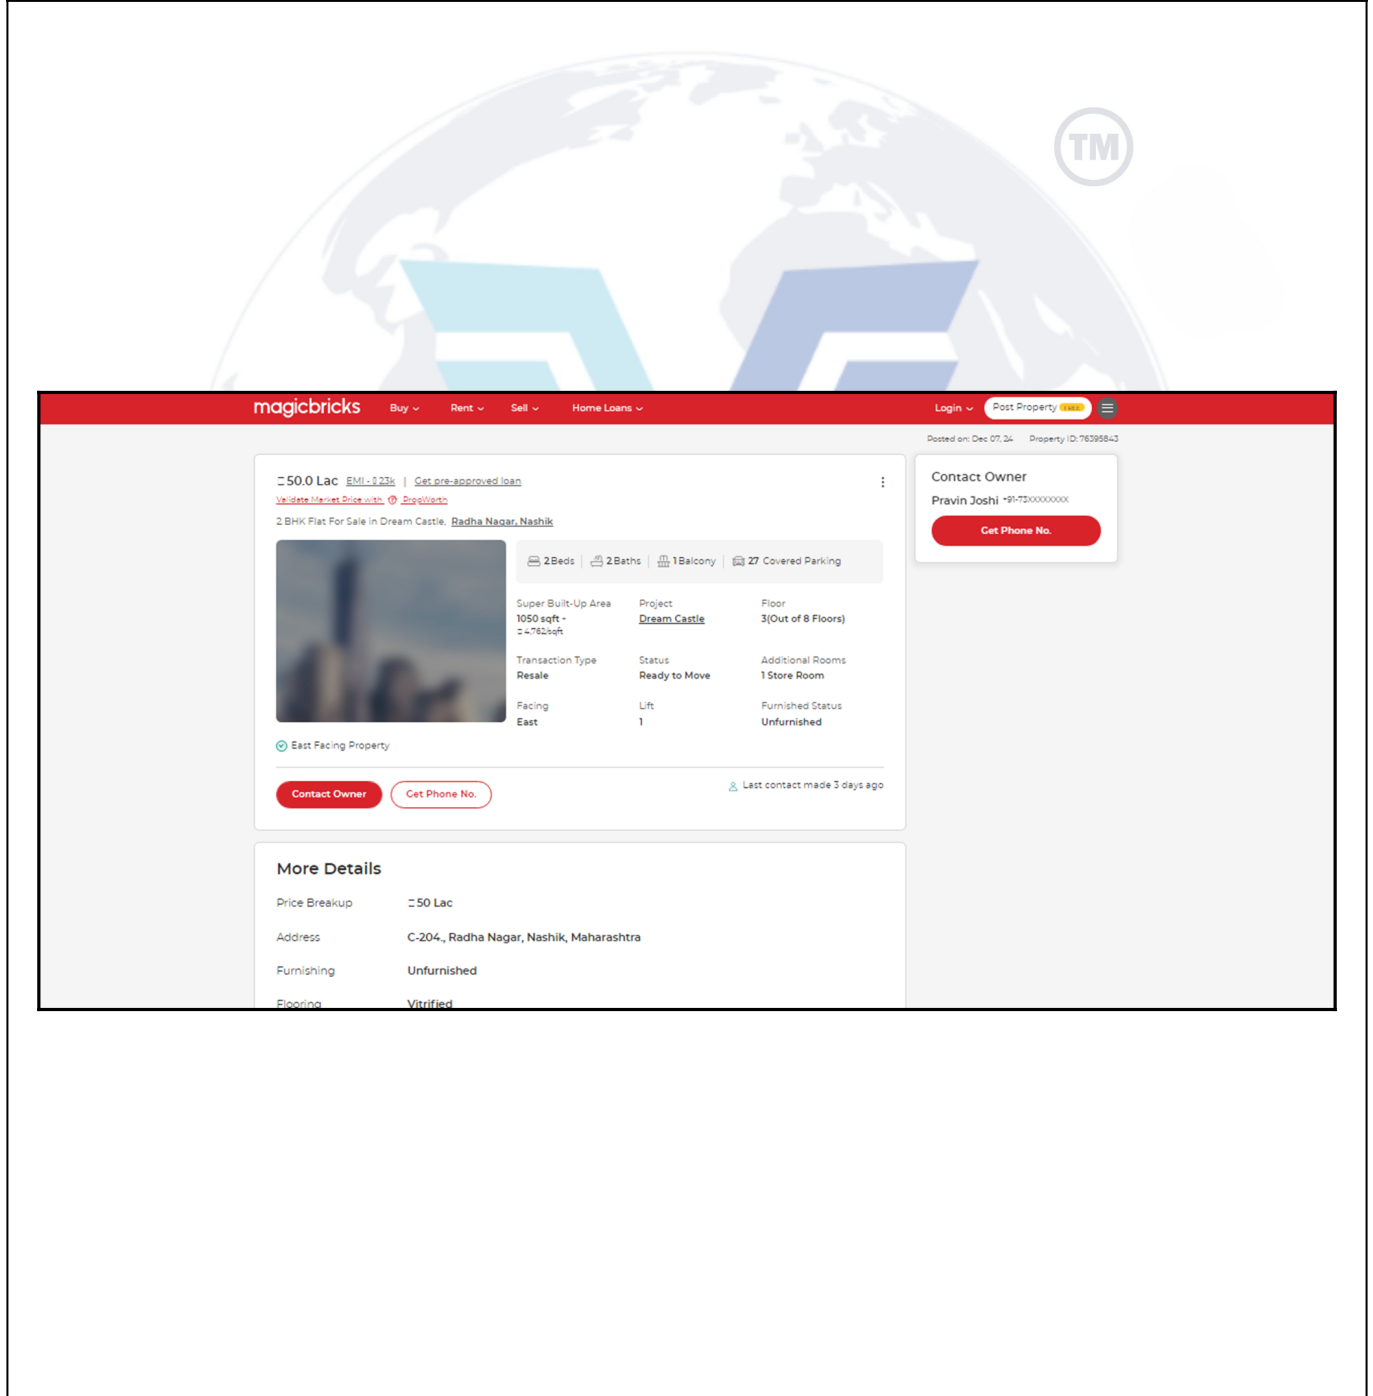 TM
magicbricks Buy Rent Sell Home Loans Login Post Property FREE
Posted on: Dec 07, 24 Property ID: 76395843
50.0 Lac EMI - 23k | Get pre-approved loan
Validate Market Price with PropWorth
2 BHK Flat For Sale in Dream Castle, Radha Nagar, Nashik
2 Beds 2 Baths 1 Balcony 27 Covered Parking
Super Built-Up Area Project Floor
1050 sqft Dream Castle 3(Out of 8 Floors)
4,762/sqft
Transaction Type Status Additional Rooms
Resale Ready to Move 1 Store Room
Facing Lift Furnished Status
East 1 Unfurnished
East Facing Property
Contact Owner Get Phone No. Last contact made 3 days ago
Contact Owner
Pravin Joshi +91-73XXXXXXXX
Get Phone No.
More Details
Price Breakup 50 Lac
Address C-204., Radha Nagar, Nashik, Maharashtra
Furnishing Unfurnished
Flooring Vitrified